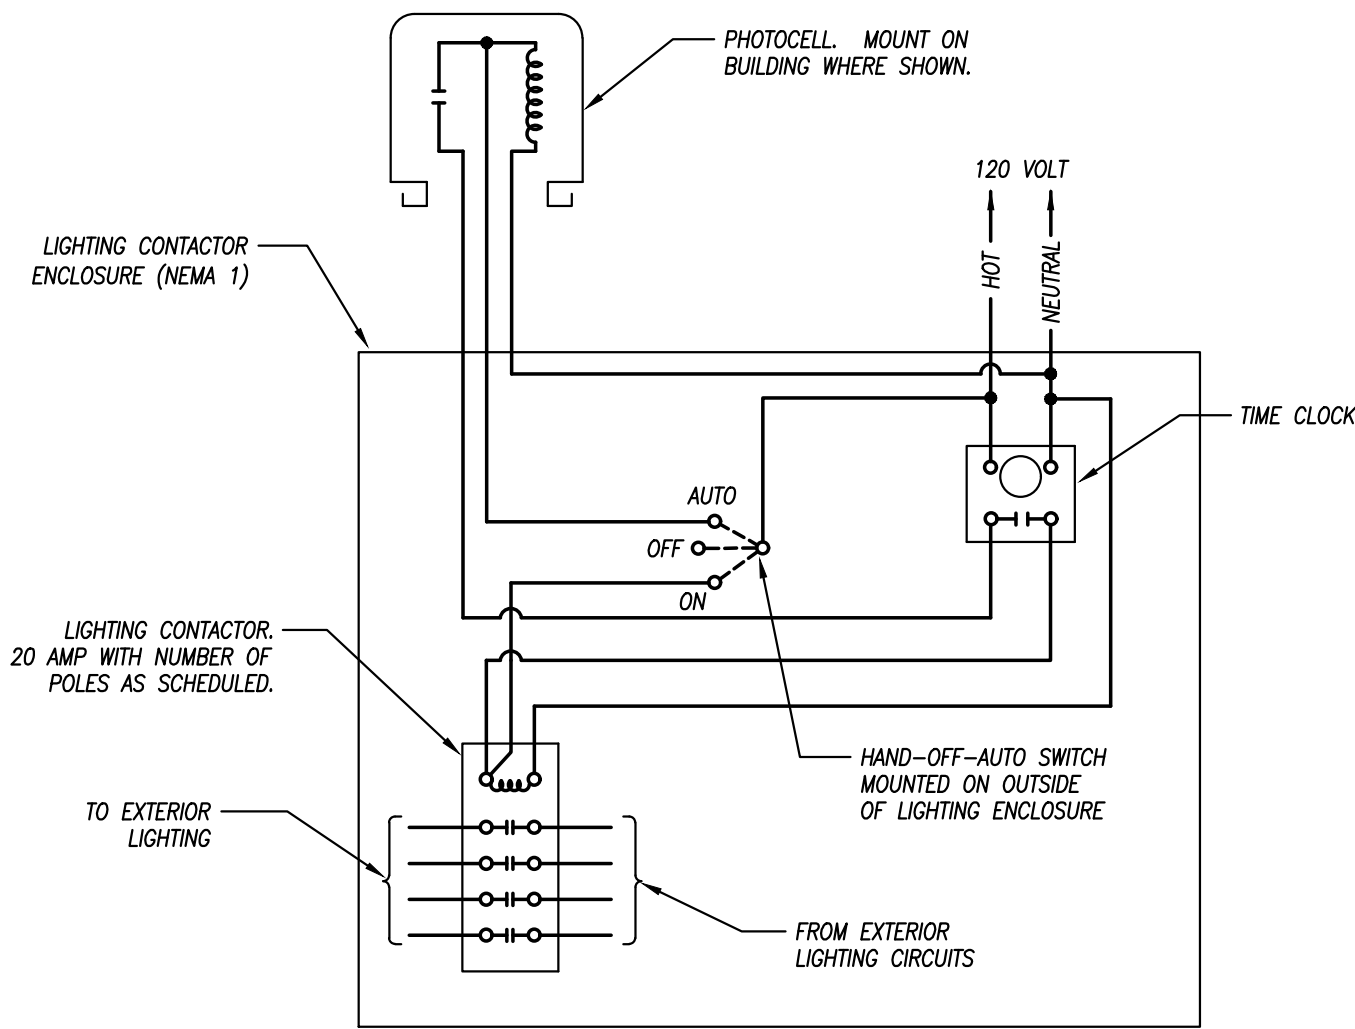 PHOTOCELL. MOUNT ON
BUILDING WHERE SHOWN.
120 VOLT
HOT
NEUTRAL
LIGHTING CONTACTOR
ENCLOSURE (NEMA 1)
TIME CLOCK
AUTO
OFF
ON
LIGHTING CONTACTOR.
20 AMP WITH NUMBER OF
POLES AS SCHEDULED.
HAND-OFF-AUTO SWITCH
MOUNTED ON OUTSIDE
OF LIGHTING ENCLOSURE
TO EXTERIOR
LIGHTING
FROM EXTERIOR
LIGHTING CIRCUITS